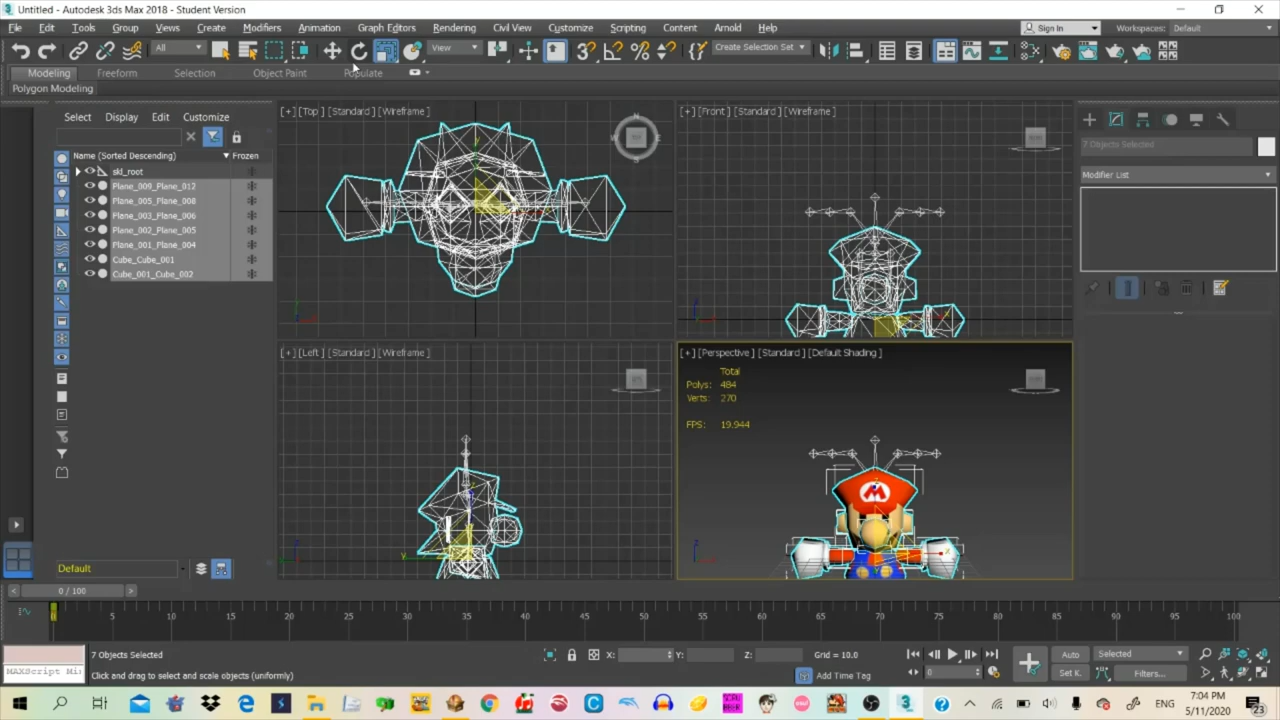 Untitled - Autodesk 3ds Max 2018 - Student Version
File Edit Tools Group Views Create Modifiers Animation Graph Editors Rendering Civil View Customize Scripting Content Arnold Help
Sign In Workspaces: Default
All View Create Selection Set
Modeling Freeform Selection Object Paint Populate
Polygon Modeling
Select Display Edit Customize
Name (Sorted Descending) Frozen
skl_root
Plane_009_Plane_012
Plane_005_Plane_008
Plane_003_Plane_006
Plane_002_Plane_005
Plane_001_Plane_004
Cube_Cube_001
Cube_001_Cube_002
Default
[+] [Top] [Standard] [Wireframe]
[+] [Front] [Standard] [Wireframe]
[+] [Left] [Standard] [Wireframe]
[+] [Perspective] [Standard] [Default Shading]
Total
Polys: 484
Verts: 270
FPS: 19.944
7 Objects Selected
Modifier List
0 / 100
0 5 10 15 20 25 30 35 40 45 50 55 60 65 70 75 80 85 90 95 100
MAXScript Mi
7 Objects Selected
Click and drag to select and scale objects (uniformly)
X: Y: Z: Grid = 10.0
Add Time Tag
0
Auto Selected
Set K. Filters...
ENG
7:04 PM
5/11/2020
23